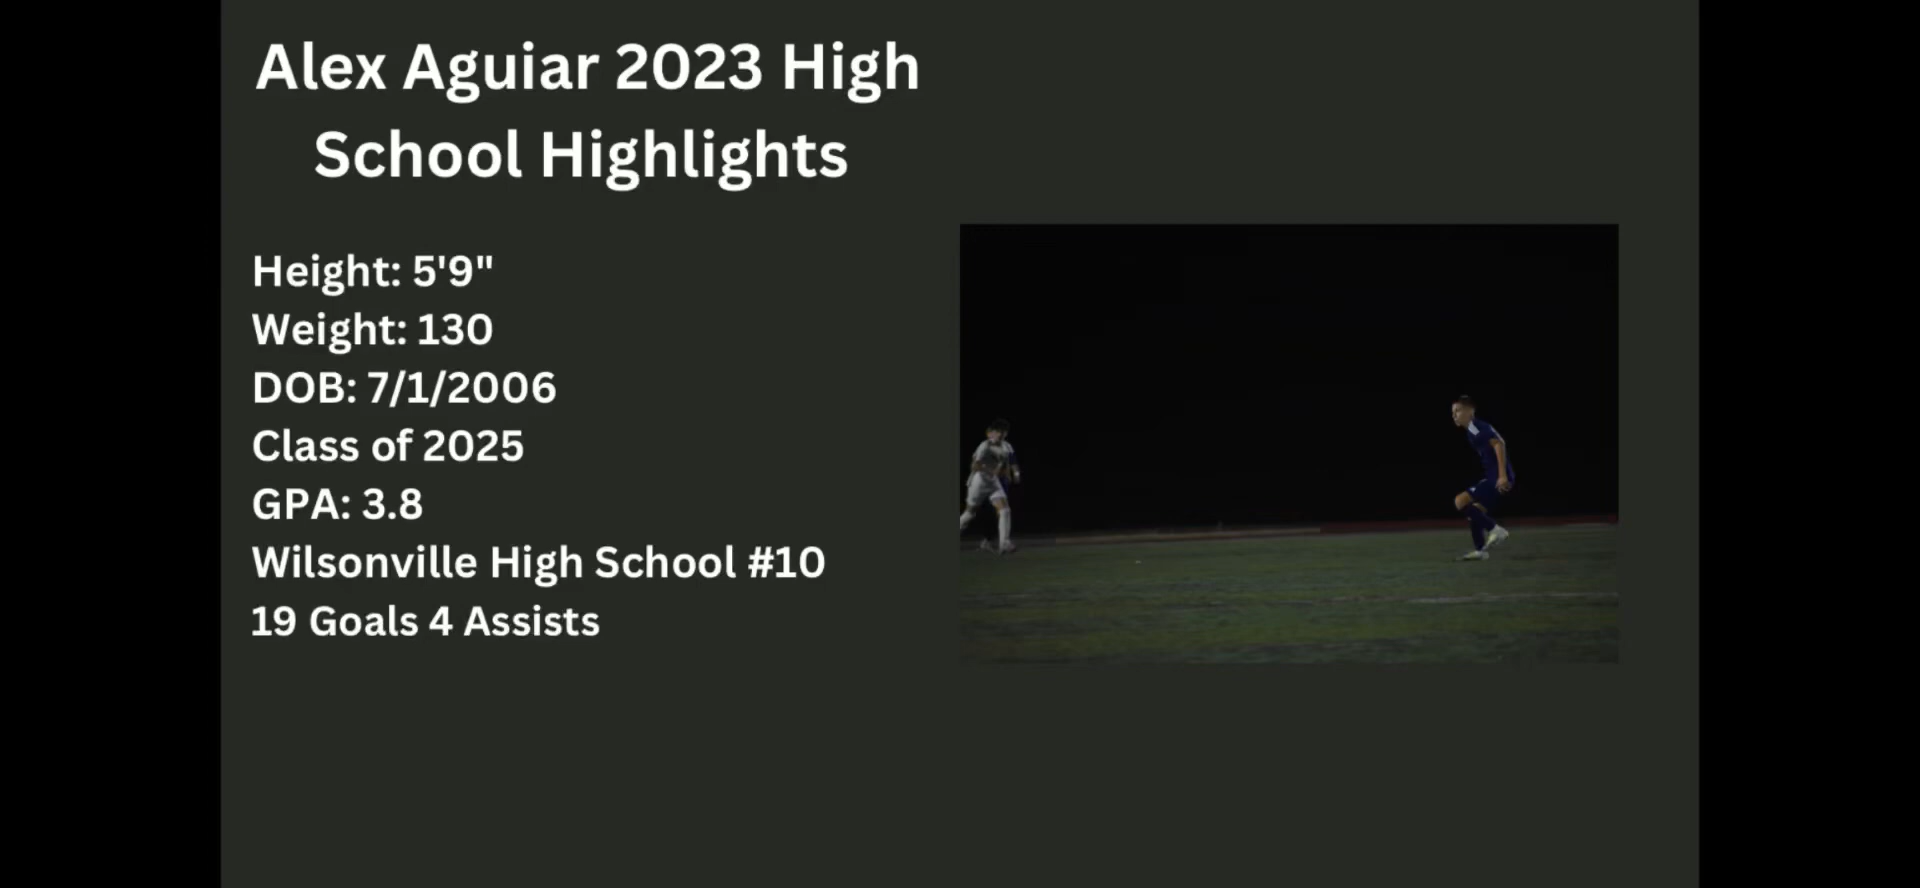 Alex Aguiar 2023 High
School Highlights
Height: 5'9"
Weight: 130
DOB: 7/1/2006
Class of 2025
GPA: 3.8
Wilsonville High School #10
19 Goals 4 Assists